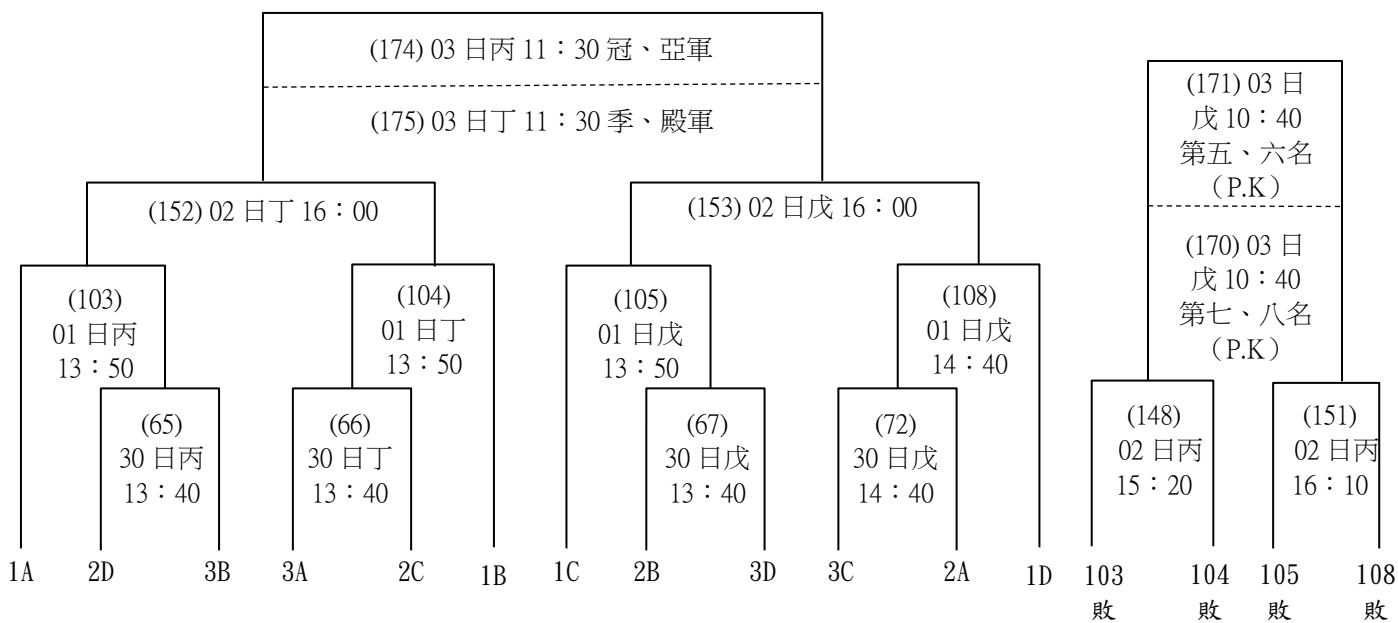 (174) 03 日丙 11：30 冠、亞軍
(175) 03 日丁 11：30 季、殿軍
(171) 03 日
戊 10：40
第五、六名
（P.K）
(170) 03 日
戊 10：40
第七、八名
（P.K）
(152) 02 日丁 16：00
(153) 02 日戊 16：00
(103)
01 日丙
13：50
(104)
01 日丁
13：50
(105)
01 日戊
13：50
(108)
01 日戊
14：40
(65)
30 日丙
13：40
(66)
30 日丁
13：40
(67)
30 日戊
13：40
(72)
30 日戊
14：40
(148)
02 日丙
15：20
(151)
02 日丙
16：10
1A 2D 3B 3A 2C 1B 1C 2B 3D 3C 2A 1D 103 104 105 108
敗 敗 敗 敗